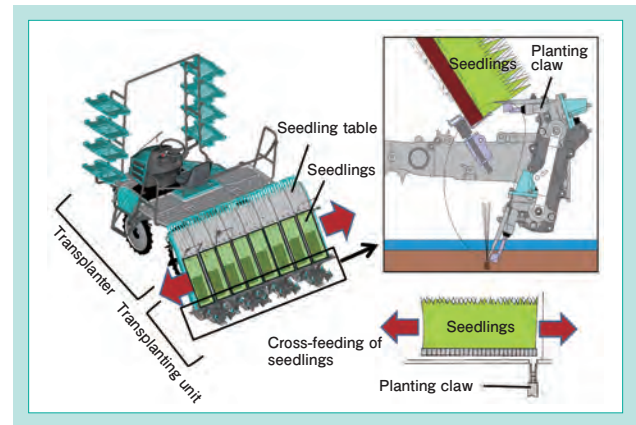 Seedling table
Seedlings
Transplanter
Transplanting unit
Seedlings
Planting
claw
Cross-feeding of
seedlings
Seedlings
Planting claw